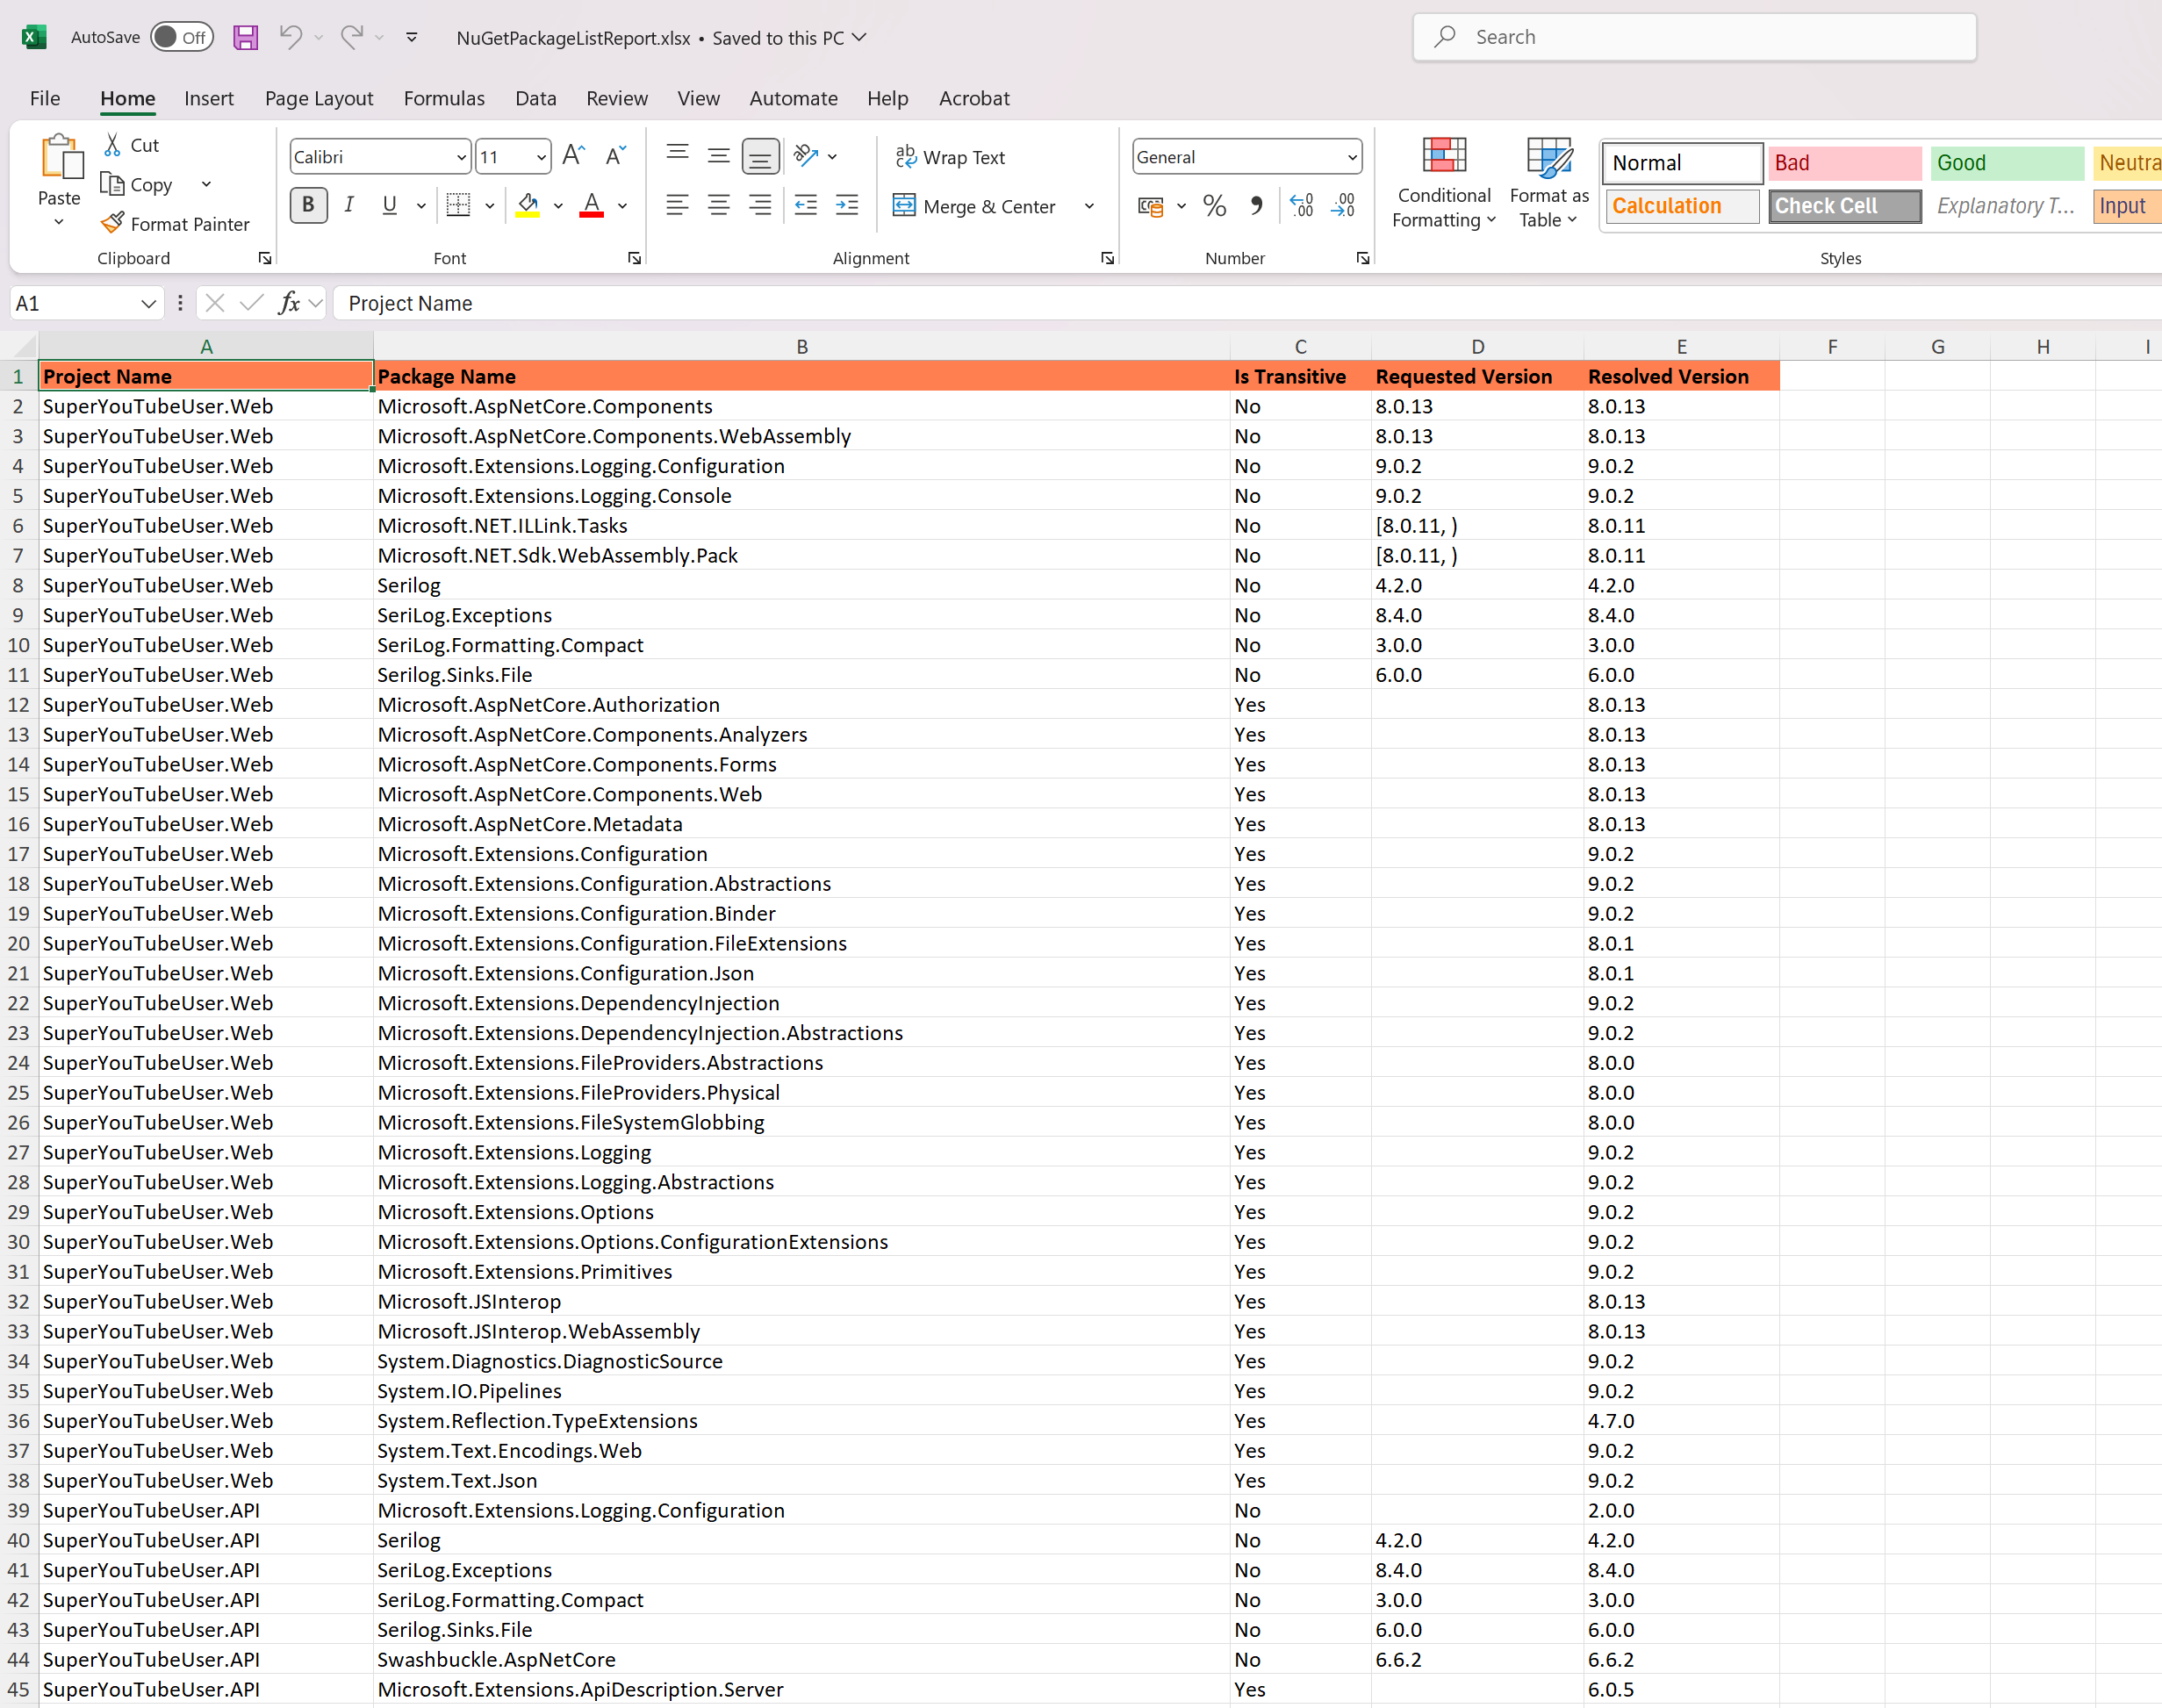 AutoSave Off NuGetPackageListReport.xlsx • Saved to this PC Search
File Home Insert Page Layout Formulas Data Review View Automate Help Acrobat
Paste
Cut
Copy
Format Painter
Clipboard
Calibri 11
B I U A
Font
Wrap Text
Merge & Center
Alignment
General
Number
Conditional Formatting
Format as Table
Normal Bad Good
Calculation Check Cell Explanatory T... Input
Styles
A1 fx Project Name
A B C D E F G H I
1 Project Name Package Name Is Transitive Requested Version Resolved Version
2 SuperYouTubeUser.Web Microsoft.AspNetCore.Components No 8.0.13 8.0.13
3 SuperYouTubeUser.Web Microsoft.AspNetCore.Components.WebAssembly No 8.0.13 8.0.13
4 SuperYouTubeUser.Web Microsoft.Extensions.Logging.Configuration No 9.0.2 9.0.2
5 SuperYouTubeUser.Web Microsoft.Extensions.Logging.Console No 9.0.2 9.0.2
6 SuperYouTubeUser.Web Microsoft.NET.ILLink.Tasks No [8.0.11, ) 8.0.11
7 SuperYouTubeUser.Web Microsoft.NET.Sdk.WebAssembly.Pack No [8.0.11, ) 8.0.11
8 SuperYouTubeUser.Web Serilog No 4.2.0 4.2.0
9 SuperYouTubeUser.Web SeriLog.Exceptions No 8.4.0 8.4.0
10 SuperYouTubeUser.Web SeriLog.Formatting.Compact No 3.0.0 3.0.0
11 SuperYouTubeUser.Web Serilog.Sinks.File No 6.0.0 6.0.0
12 SuperYouTubeUser.Web Microsoft.AspNetCore.Authorization Yes 8.0.13
13 SuperYouTubeUser.Web Microsoft.AspNetCore.Components.Analyzers Yes 8.0.13
14 SuperYouTubeUser.Web Microsoft.AspNetCore.Components.Forms Yes 8.0.13
15 SuperYouTubeUser.Web Microsoft.AspNetCore.Components.Web Yes 8.0.13
16 SuperYouTubeUser.Web Microsoft.AspNetCore.Metadata Yes 8.0.13
17 SuperYouTubeUser.Web Microsoft.Extensions.Configuration Yes 9.0.2
18 SuperYouTubeUser.Web Microsoft.Extensions.Configuration.Abstractions Yes 9.0.2
19 SuperYouTubeUser.Web Microsoft.Extensions.Configuration.Binder Yes 9.0.2
20 SuperYouTubeUser.Web Microsoft.Extensions.Configuration.FileExtensions Yes 8.0.1
21 SuperYouTubeUser.Web Microsoft.Extensions.Configuration.Json Yes 8.0.1
22 SuperYouTubeUser.Web Microsoft.Extensions.DependencyInjection Yes 9.0.2
23 SuperYouTubeUser.Web Microsoft.Extensions.DependencyInjection.Abstractions Yes 9.0.2
24 SuperYouTubeUser.Web Microsoft.Extensions.FileProviders.Abstractions Yes 8.0.0
25 SuperYouTubeUser.Web Microsoft.Extensions.FileProviders.Physical Yes 8.0.0
26 SuperYouTubeUser.Web Microsoft.Extensions.FileSystemGlobbing Yes 8.0.0
27 SuperYouTubeUser.Web Microsoft.Extensions.Logging Yes 9.0.2
28 SuperYouTubeUser.Web Microsoft.Extensions.Logging.Abstractions Yes 9.0.2
29 SuperYouTubeUser.Web Microsoft.Extensions.Options Yes 9.0.2
30 SuperYouTubeUser.Web Microsoft.Extensions.Options.ConfigurationExtensions Yes 9.0.2
31 SuperYouTubeUser.Web Microsoft.Extensions.Primitives Yes 9.0.2
32 SuperYouTubeUser.Web Microsoft.JSInterop Yes 8.0.13
33 SuperYouTubeUser.Web Microsoft.JSInterop.WebAssembly Yes 8.0.13
34 SuperYouTubeUser.Web System.Diagnostics.DiagnosticSource Yes 9.0.2
35 SuperYouTubeUser.Web System.IO.Pipelines Yes 9.0.2
36 SuperYouTubeUser.Web System.Reflection.TypeExtensions Yes 4.7.0
37 SuperYouTubeUser.Web System.Text.Encodings.Web Yes 9.0.2
38 SuperYouTubeUser.Web System.Text.Json Yes 9.0.2
39 SuperYouTubeUser.API Microsoft.Extensions.Logging.Configuration No 2.0.0
40 SuperYouTubeUser.API Serilog No 4.2.0 4.2.0
41 SuperYouTubeUser.API SeriLog.Exceptions No 8.4.0 8.4.0
42 SuperYouTubeUser.API SeriLog.Formatting.Compact No 3.0.0 3.0.0
43 SuperYouTubeUser.API Serilog.Sinks.File No 6.0.0 6.0.0
44 SuperYouTubeUser.API Swashbuckle.AspNetCore No 6.6.2 6.6.2
45 SuperYouTubeUser.API Microsoft.Extensions.ApiDescription.Server Yes 6.0.5